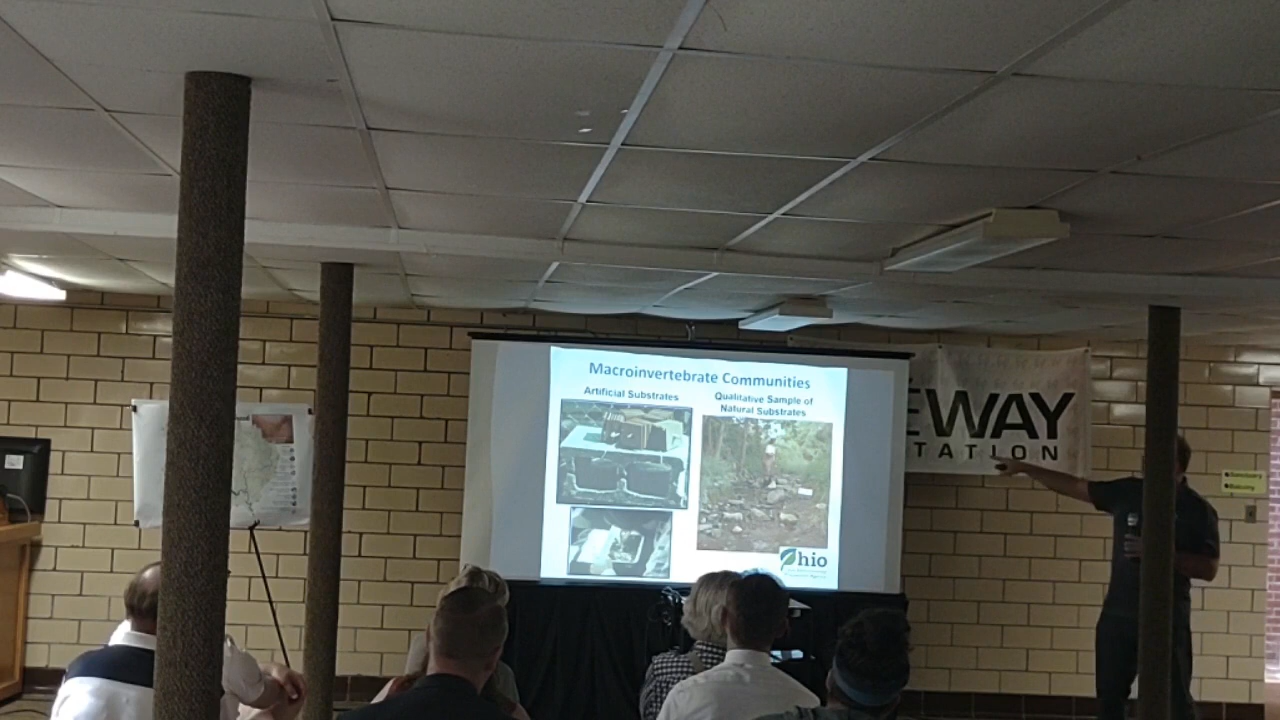 Macroinvertebrate Communities
Artificial Substrates
Qualitative Sample of
Natural Substrates
hio
EWAY
TATION